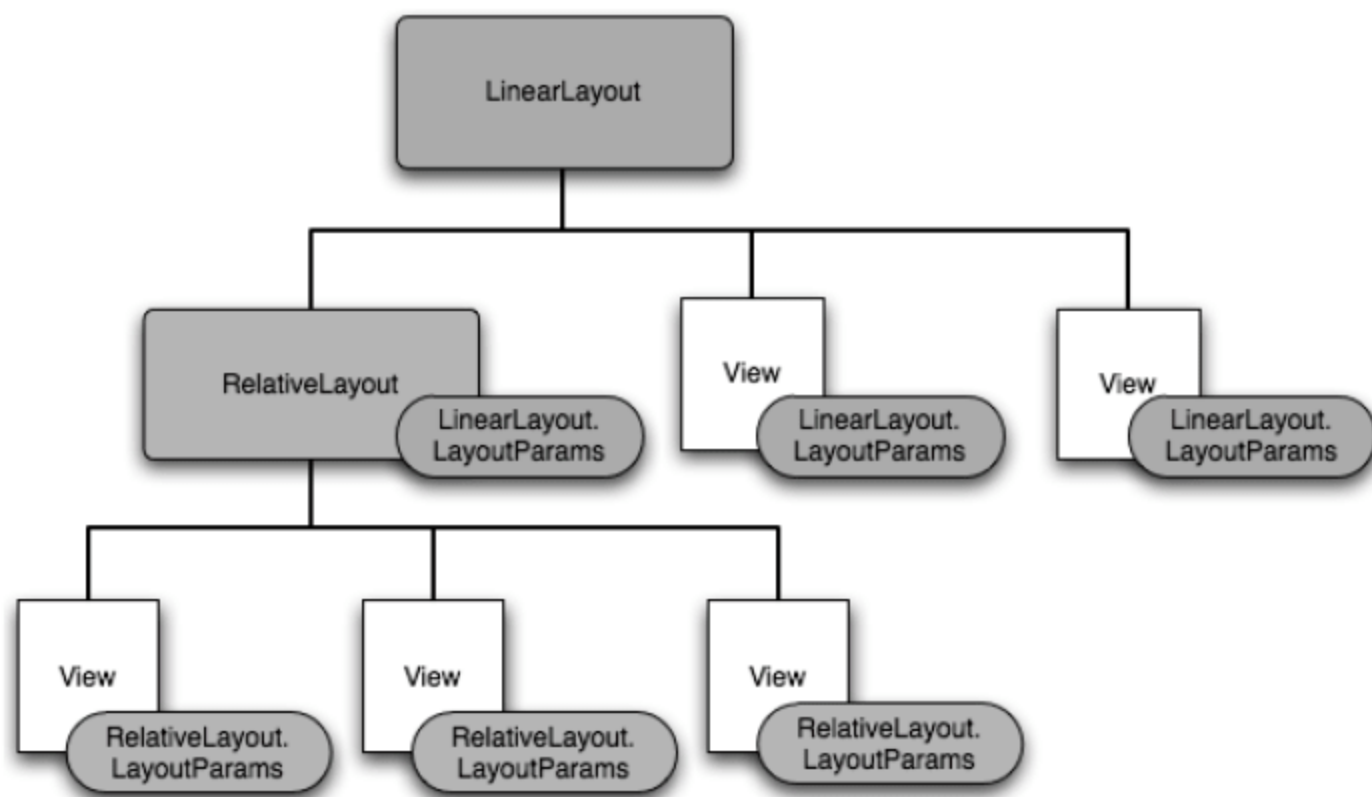 LinearLayout
RelativeLayout
LinearLayout.
LayoutParams
View
LinearLayout.
LayoutParams
View
LinearLayout.
LayoutParams
View
RelativeLayout.
LayoutParams
View
RelativeLayout.
LayoutParams
View
RelativeLayout.
LayoutParams